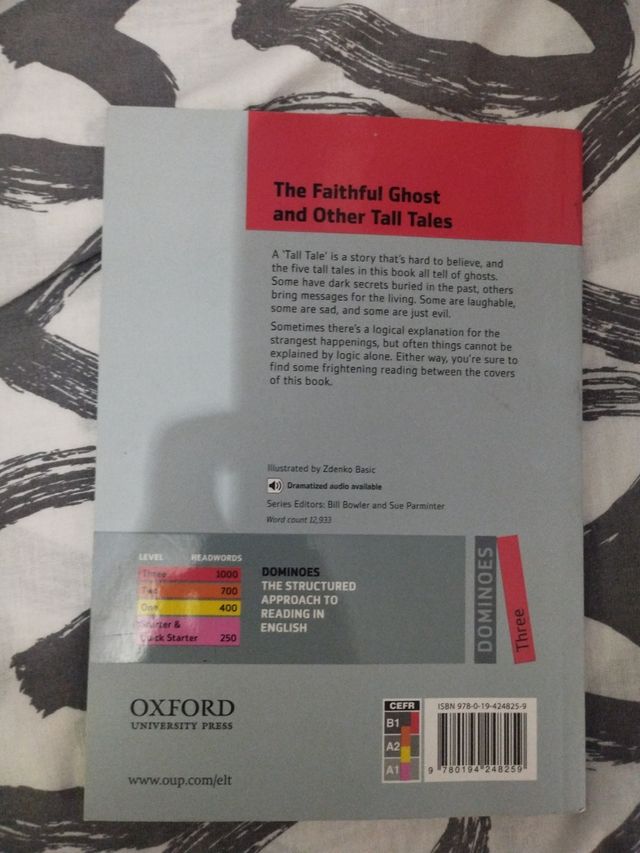 The Faithful Ghost
and Other Tall Tales
A 'Tall Tale' is a story that's hard to believe, and
the five tall tales in this book all tell of ghosts.
Some have dark secrets buried in the past, others
bring messages for the living. Some are laughable,
some are sad, and some are just evil.
Sometimes there's a logical explanation for the
strangest happenings, but often things cannot be
explained by logic alone. Either way, you're sure to
find some frightening reading between the covers
of this book.
Illustrated by Zdenko Basic
Dramatized audio available
Series Editors: Bill Bowler and Sue Parminter
Word count 12,933
LEVEL HEADWORDS
Three 1000
Two 700
One 400
Starter &
Quick Starter 250
DOMINOES
THE STRUCTURED
APPROACH TO
READING IN
ENGLISH
DOMINOES
Three
OXFORD
UNIVERSITY PRESS
www.oup.com/elt
CEFR
B1
A2
A1
ISBN 978-0-19-424825-9
9 780194 248259